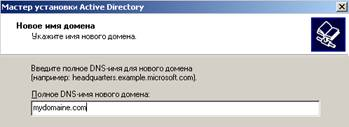 Мастер установки Active Directory
Новое имя домена
Укажите имя нового домена.
Введите полное DNS-имя для нового домена
(например: headquarters.example.microsoft.com).
Полное DNS-имя нового домена:
mydomaine.com